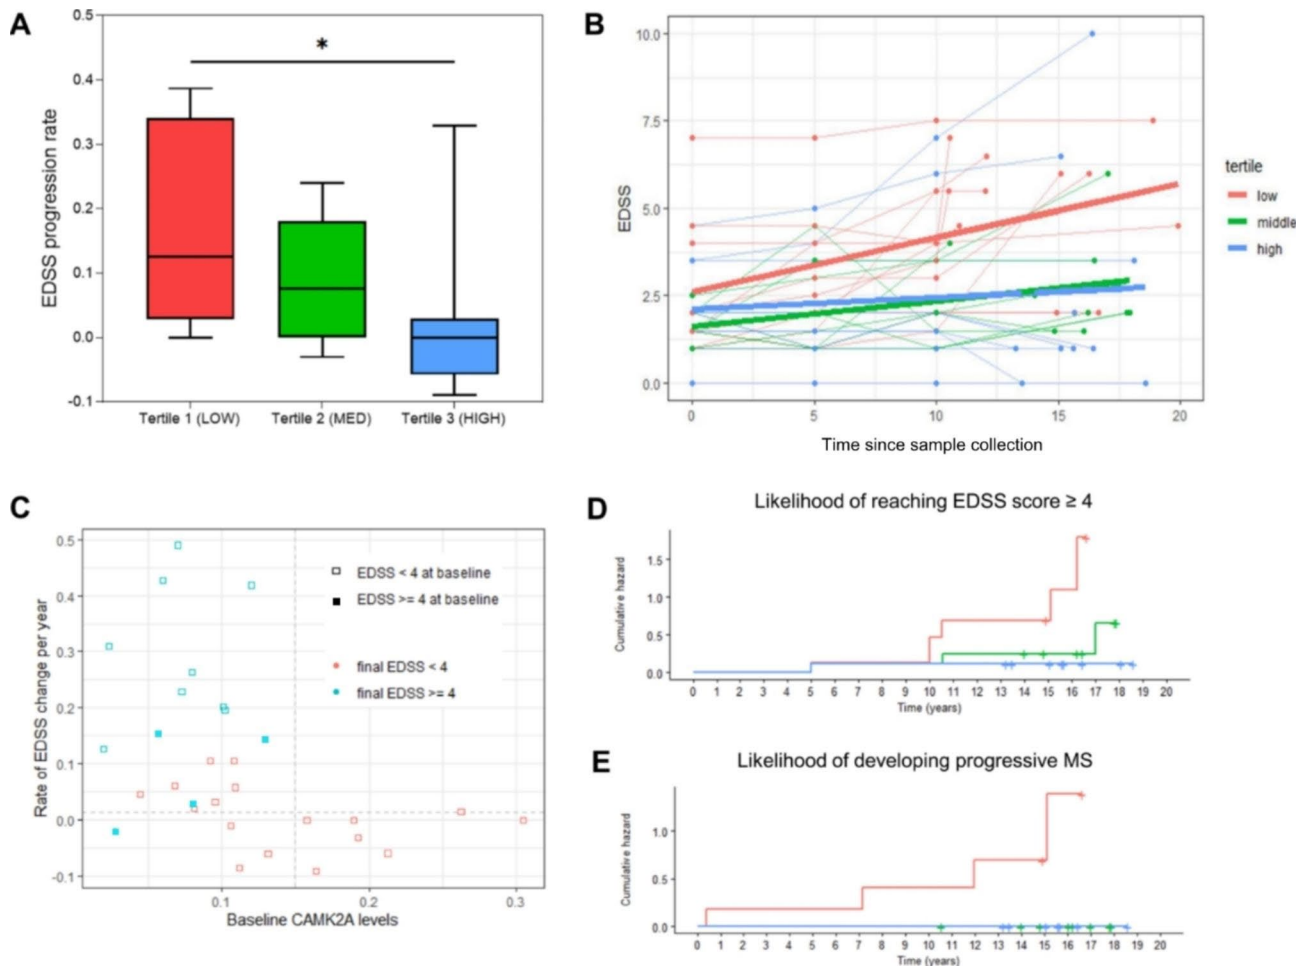 A
EDSS progression rate
0.5
0.4
0.3
0.2
0.1
0.0
-0.1
*
Tertile 1 (LOW) Tertile 2 (MED) Tertile 3 (HIGH)
B
EDSS
10.0
7.5
5.0
2.5
0.0
0 5 10 15 20
Time since sample collection
tertile
low
middle
high
C
Rate of EDSS change per year
0.5
0.4
0.3
0.2
0.1
0.0
-0.1
EDSS < 4 at baseline
EDSS >= 4 at baseline
final EDSS < 4
final EDSS >= 4
0.1 0.2 0.3
Baseline CAMK2A levels
D
Likelihood of reaching EDSS score ≥ 4
Cumulative hazard
1.5
1.0
0.5
0.0
0 1 2 3 4 5 6 7 8 9 10 11 12 13 14 15 16 17 18 19 20
Time (years)
E
Likelihood of developing progressive MS
Cumulative hazard
1.0
0.5
0.0
0 1 2 3 4 5 6 7 8 9 10 11 12 13 14 15 16 17 18 19 20
Time (years)